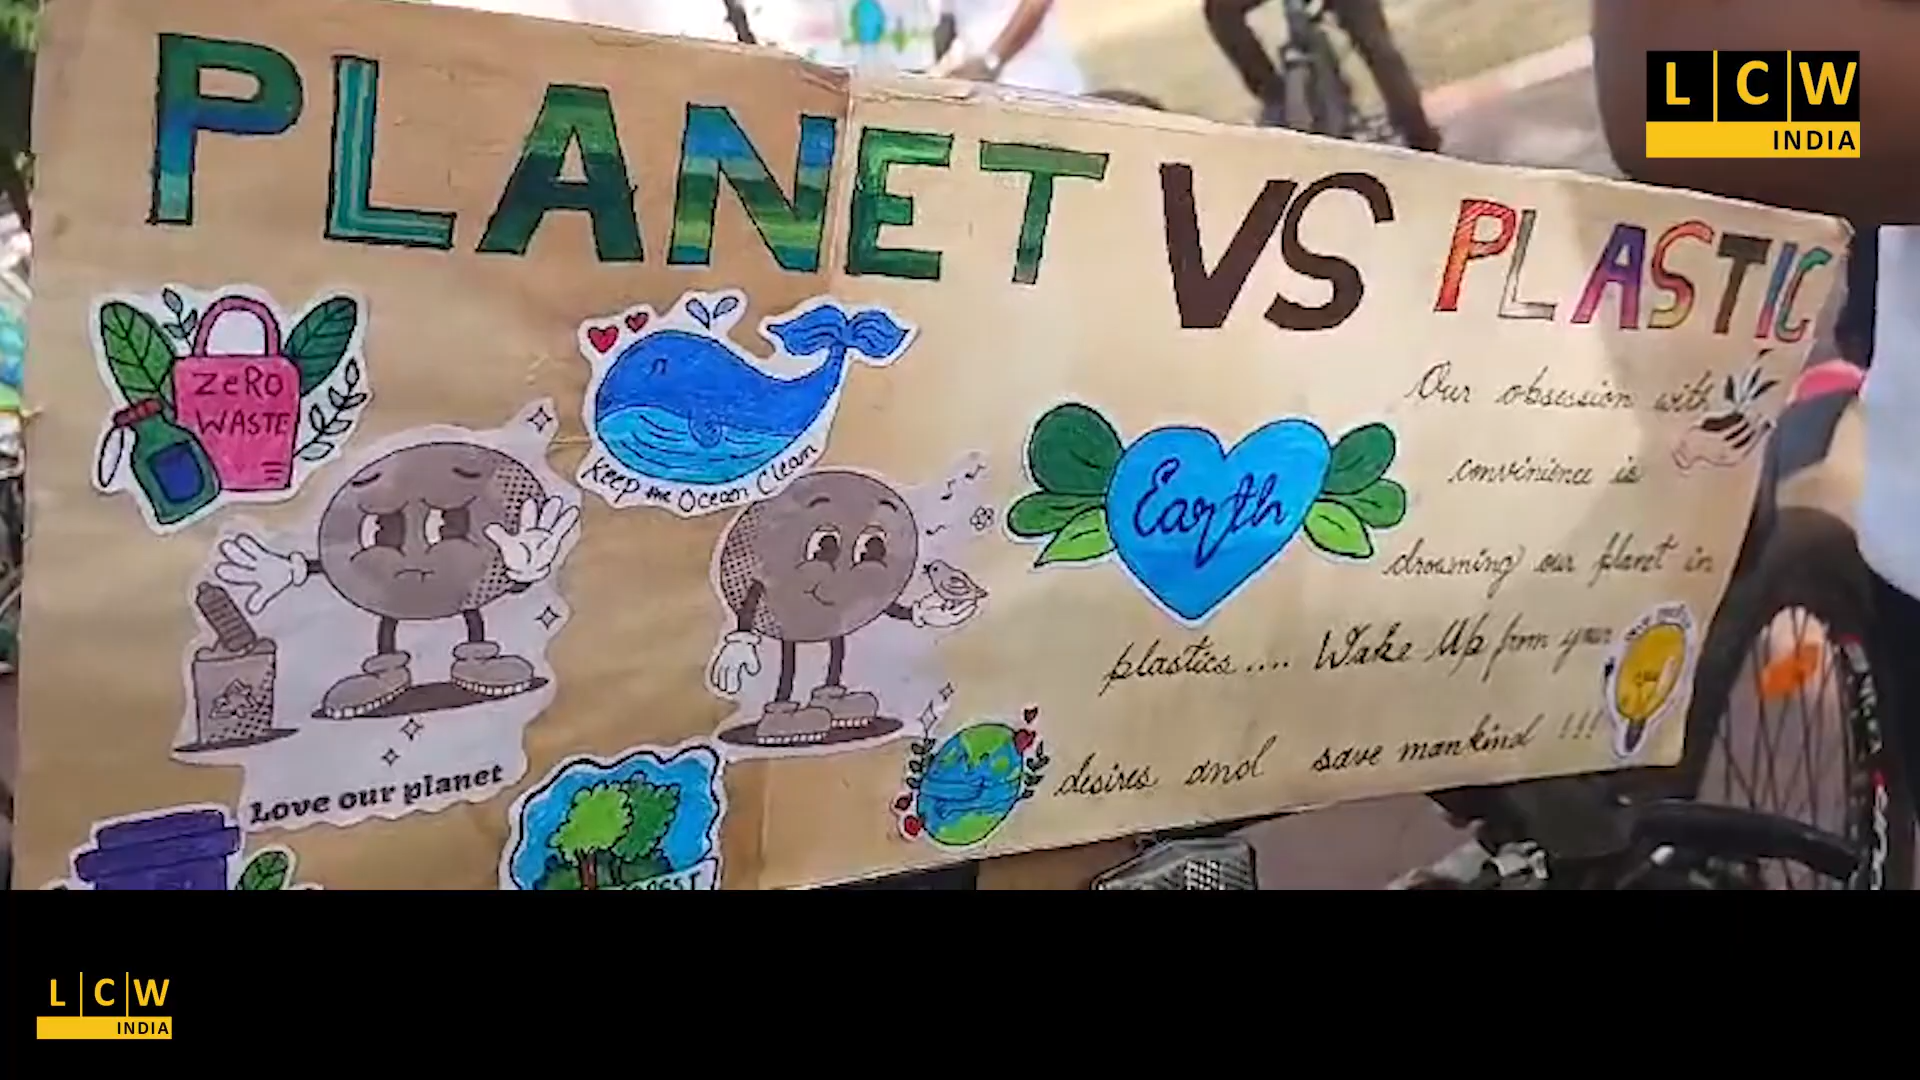 PLANET VS PLASTIC
L C W
INDIA
ZeRO
WASTE
Keep the Ocean Clean
Earth
Our obsession with
convinience is
drowning our planet in
plastics.... Wake Up from your
desires and save mankind !!!
Love our planet
L C W
INDIA